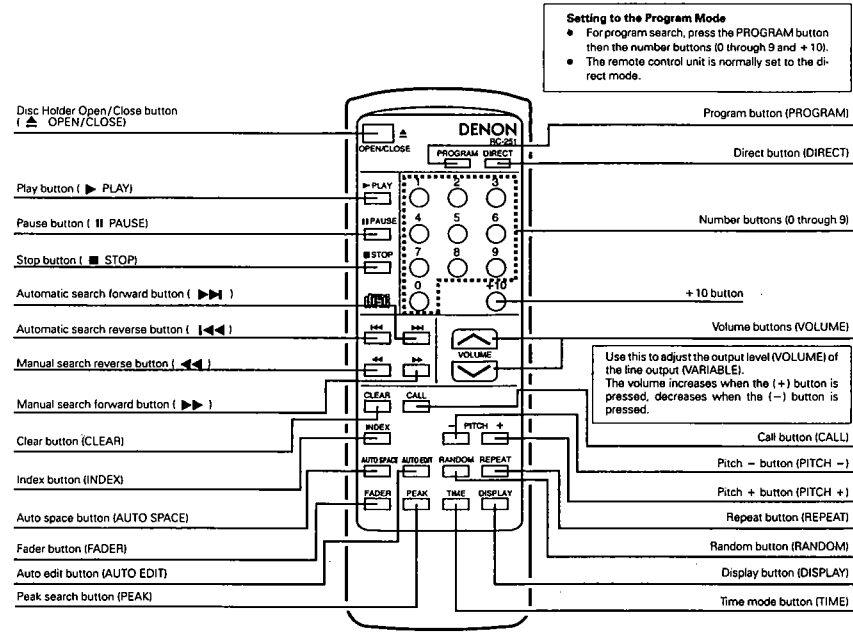 Setting to the Program Mode
● For program search, press the PROGRAM button
then the number buttons (0 through 9 and + 10).
● The remote control unit is normally set to the di-
rect mode.
Disc Holder Open/Close button
( ⏏ OPEN/CLOSE)
Play button ( ▶ PLAY)
Pause button ( II PAUSE)
Stop button ( ■ STOP)
Automatic search forward button ( ▶▶I )
Automatic search reverse button ( I◀◀ )
Manual search reverse button ( ◀◀ )
Manual search forward button ( ▶▶ )
Clear button (CLEAR)
Index button (INDEX)
Auto space button (AUTO SPACE)
Fader button (FADER)
Auto edit button (AUTO EDIT)
Peak search button (PEAK)
⏏
OPEN/CLOSE
DENON
RC-251
PROGRAM DIRECT
▶ PLAY
1 2 3
II PAUSE
4 5 6
■ STOP
7 8 9
0 +10
I◀◀ ▶▶I
VOLUME
◀◀ ▶▶
CLEAR CALL
INDEX
− PITCH +
AUTO SPACE AUTO EDIT RANDOM REPEAT
FADER PEAK TIME DISPLAY
Program button (PROGRAM)
Direct button (DIRECT)
Number buttons (0 through 9)
+ 10 button
Volume buttons (VOLUME)
Use this to adjust the output level (VOLUME) of
the line output (VARIABLE).
The volume increases when the (+) button is
pressed, decreases when the (−) button is
pressed.
Call button (CALL)
Pitch − button (PITCH −)
Pitch + button (PITCH +)
Repeat button (REPEAT)
Random button (RANDOM)
Display button (DISPLAY)
Time mode button (TIME)